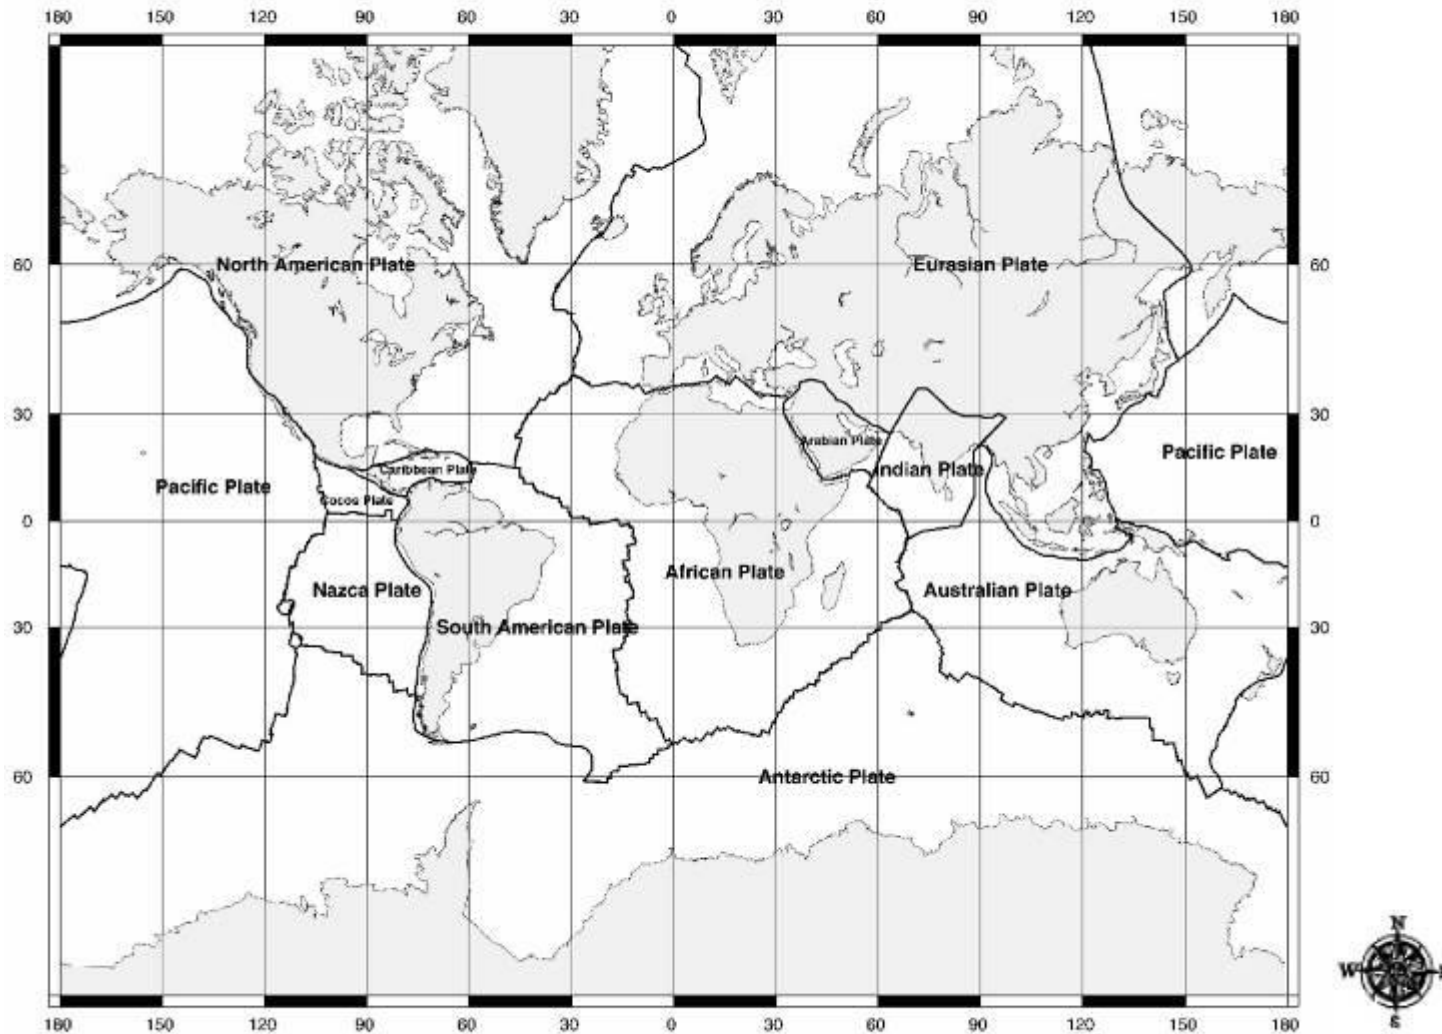 180 150 120 90 60 30 0 30 60 90 120 150 180
60 North American Plate Eurasian Plate 60
30 30
Arabian Plate
Pacific Plate
Caribbean Plate Indian Plate
Pacific Plate
Cocos Plate
0 0
African Plate
Nazca Plate Australian Plate
30 South American Plate 30
60 Antarctic Plate 60
N
W
S
180 150 120 90 60 30 0 30 60 90 120 150 180